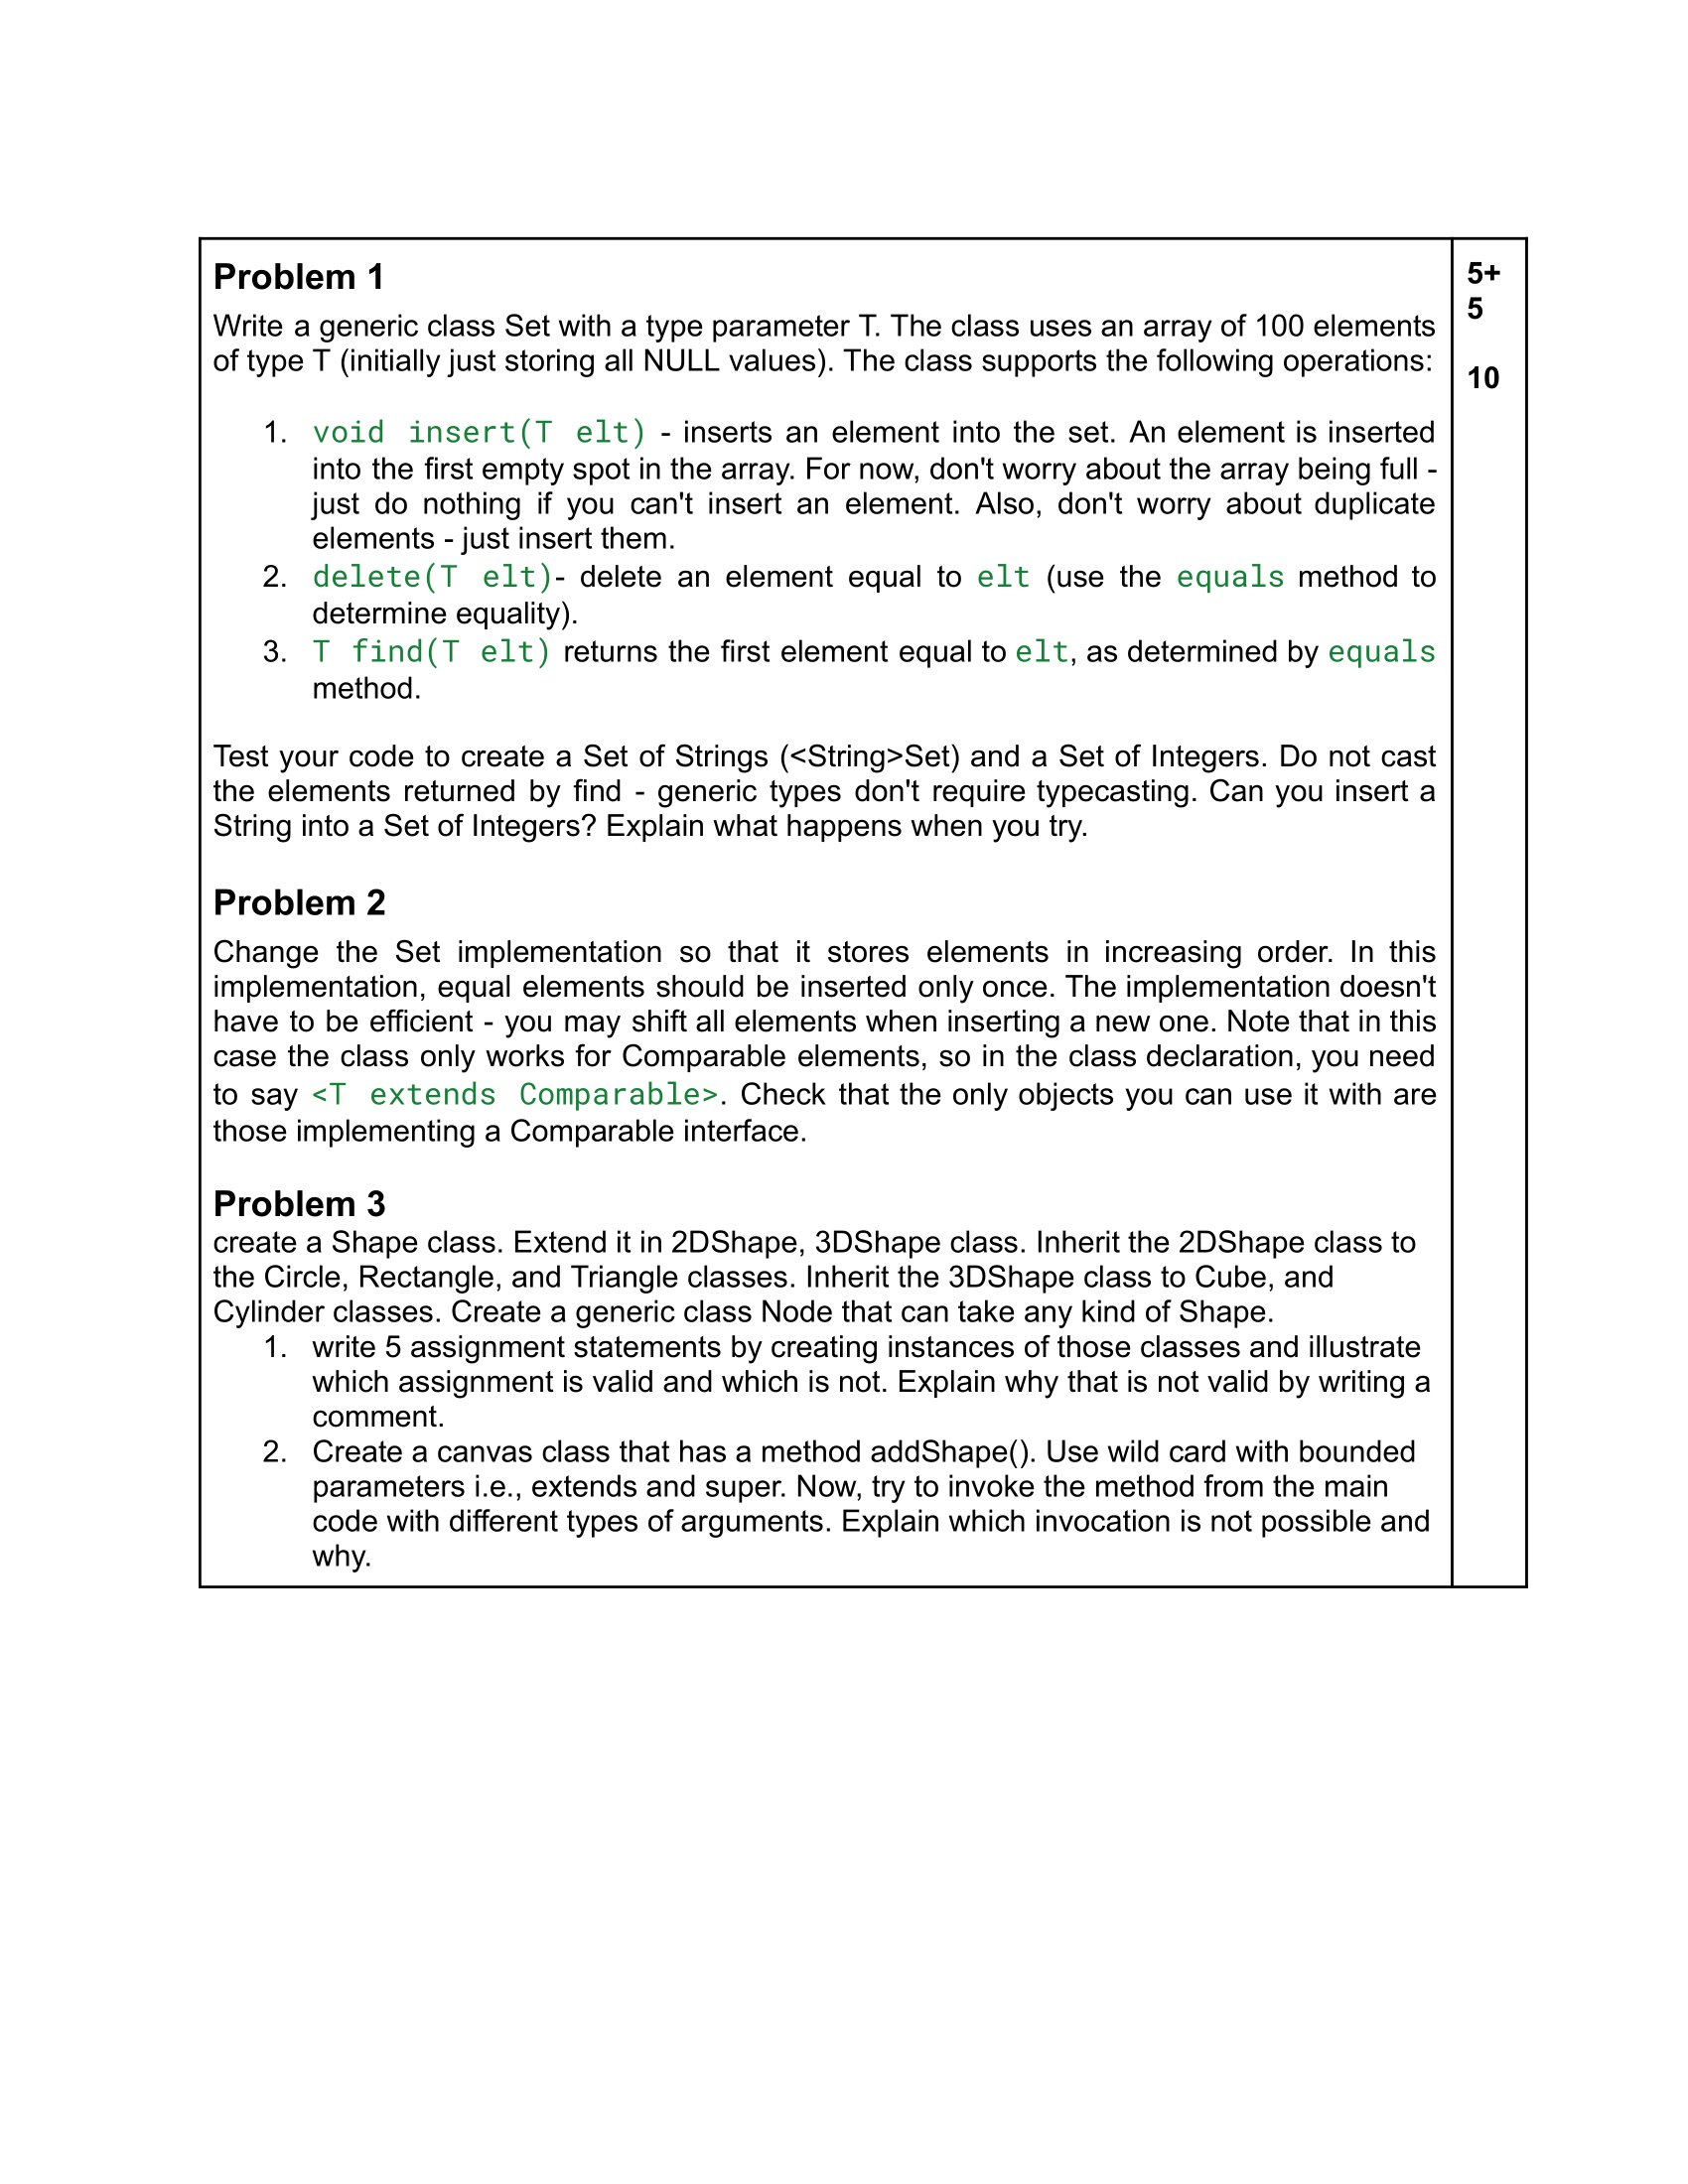 Problem 1
Write a generic class Set with a type parameter T. The class uses an array of 100 elements
of type T (initially just storing all NULL values). The class supports the following operations:
1. void insert(T elt) - inserts an element into the set. An element is inserted
into the first empty spot in the array. For now, don't worry about the array being full -
just do nothing if you can't insert an element. Also, don't worry about duplicate
elements - just insert them.
2. delete(T elt)- delete an element equal to elt (use the equals method to
determine equality).
3. T find(T elt) returns the first element equal to elt, as determined by equals
method.
Test your code to create a Set of Strings (<String>Set) and a Set of Integers. Do not cast
the elements returned by find - generic types don't require typecasting. Can you insert a
String into a Set of Integers? Explain what happens when you try.
Problem 2
Change the Set implementation so that it stores elements in increasing order. In this
implementation, equal elements should be inserted only once. The implementation doesn't
have to be efficient - you may shift all elements when inserting a new one. Note that in this
case the class only works for Comparable elements, so in the class declaration, you need
to say <T extends Comparable>. Check that the only objects you can use it with are
those implementing a Comparable interface.
Problem 3
create a Shape class. Extend it in 2DShape, 3DShape class. Inherit the 2DShape class to
the Circle, Rectangle, and Triangle classes. Inherit the 3DShape class to Cube, and
Cylinder classes. Create a generic class Node that can take any kind of Shape.
1. write 5 assignment statements by creating instances of those classes and illustrate
which assignment is valid and which is not. Explain why that is not valid by writing a
comment.
2. Create a canvas class that has a method addShape(). Use wild card with bounded
parameters i.e., extends and super. Now, try to invoke the method from the main
code with different types of arguments. Explain which invocation is not possible and
why.
5+
5
10